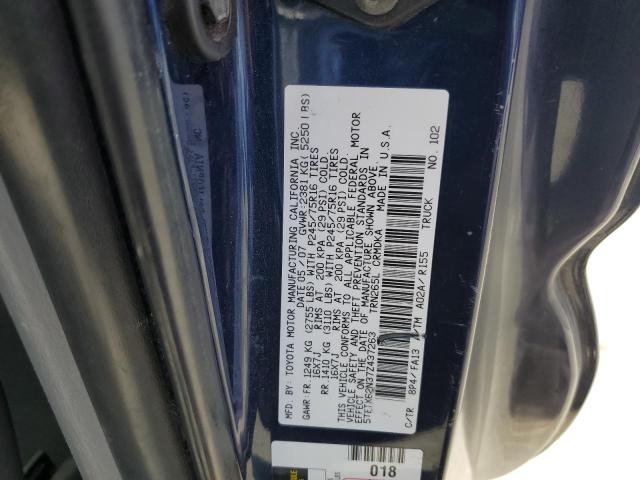 MFD. BY: TOYOTA MOTOR MANUFACTURING CALIFORNIA INC.
DATE 05/07 GVWR: 2381 KG (5250 LBS)
GAWR: FR. 1249 KG (2755 LBS) WITH P245/75R16 TIRES
16X7J RIMS AT 200 KPA (29 PSI) COLD.
RR 1410 KG (3110 LBS) WITH P245/75R16 TIRES
16X7J RIMS AT 200 KPA (29 PSI) COLD.
THIS VEHICLE CONFORMS TO ALL APPLICABLE FEDERAL MOTOR
VEHICLE SAFETY AND THEFT PREVENTION STANDARDS IN
EFFECT ON THE DATE OF MANUFACTURE SHOWN ABOVE
5TETX62N37Z437263 TRUCK
TRN265L CRMDKA MADE IN U.S.A.
C/TR 8P4/FA13 A/TM A02A/R155 NO. 102
018